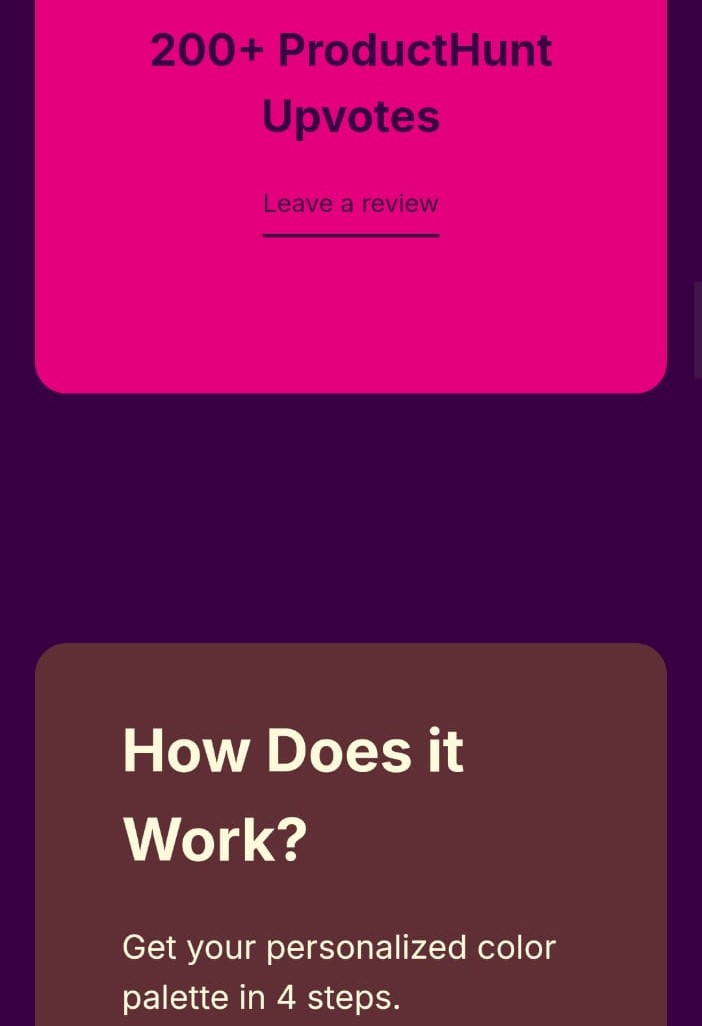 200+ ProductHunt
Upvotes
Leave a review
How Does it
Work?
Get your personalized color
palette in 4 steps.